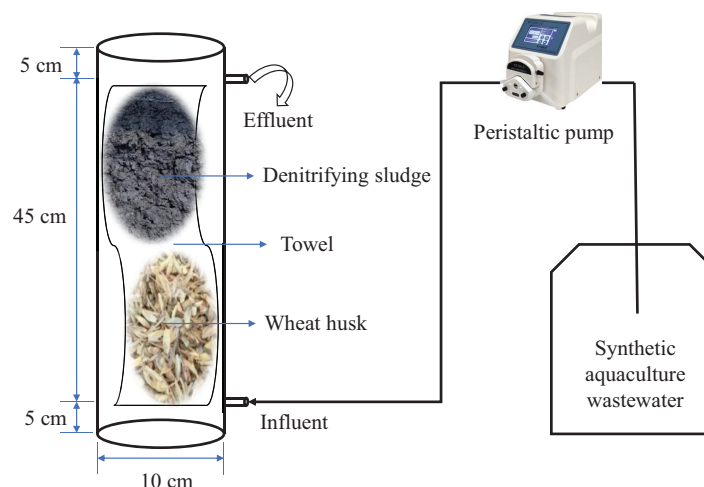 5 cm
Effluent
Peristaltic pump
Denitrifying sludge
45 cm
Towel
Wheat husk
Synthetic
aquaculture
wastewater
5 cm
Influent
10 cm